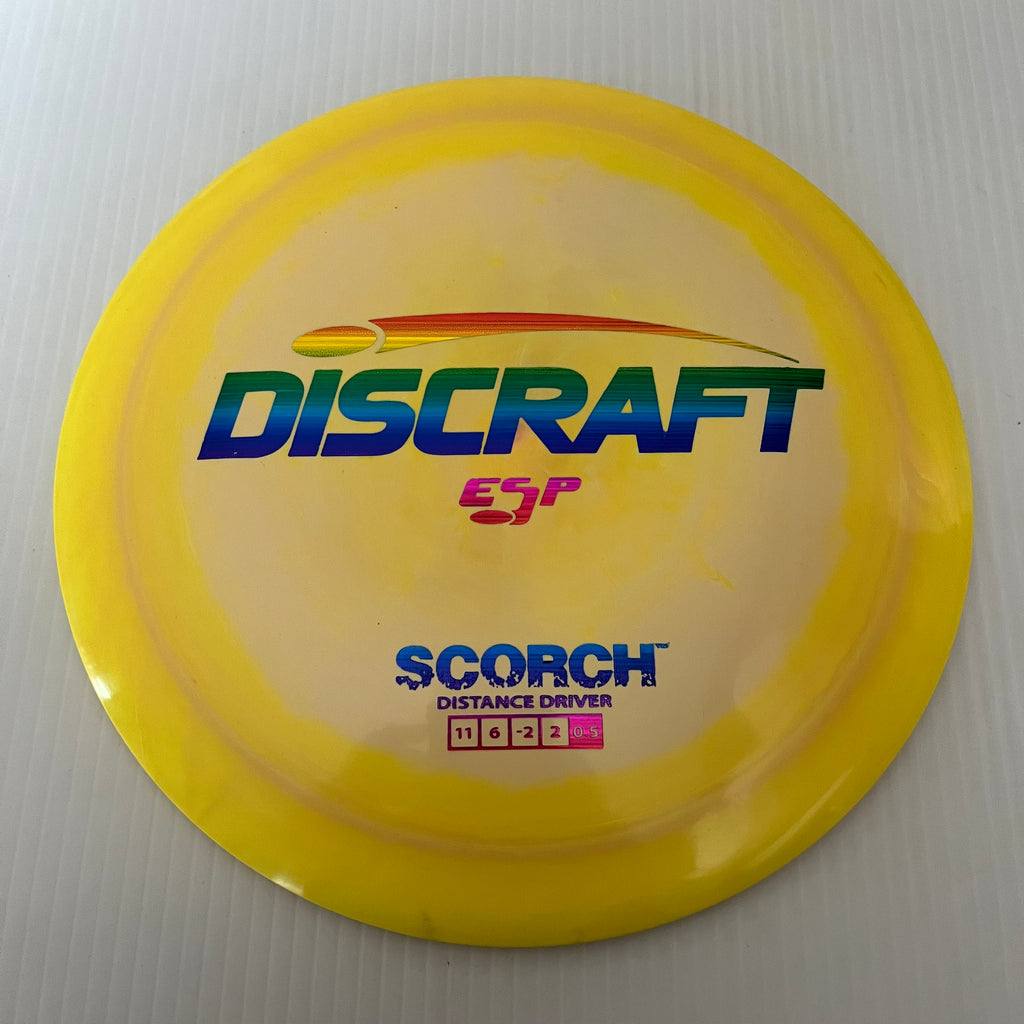 DISCRAFT
ESP
SCORCH™
DISTANCE DRIVER
11 6 -2 2 0.5